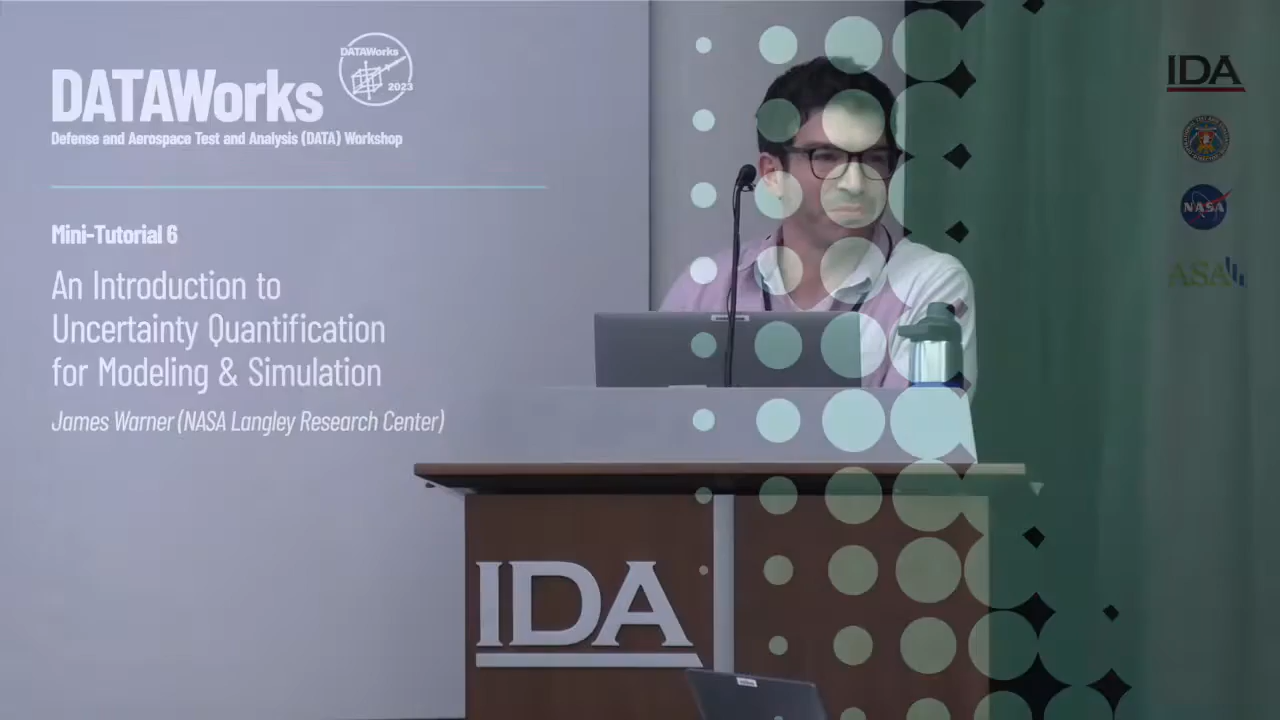 DATAWorks
DATAWorks
2023
Defense and Aerospace Test and Analysis (DATA) Workshop
Mini-Tutorial 6
An Introduction to
Uncertainty Quantification
for Modeling & Simulation
James Warner (NASA Langley Research Center)
IDA
NASA
ASA
IDA